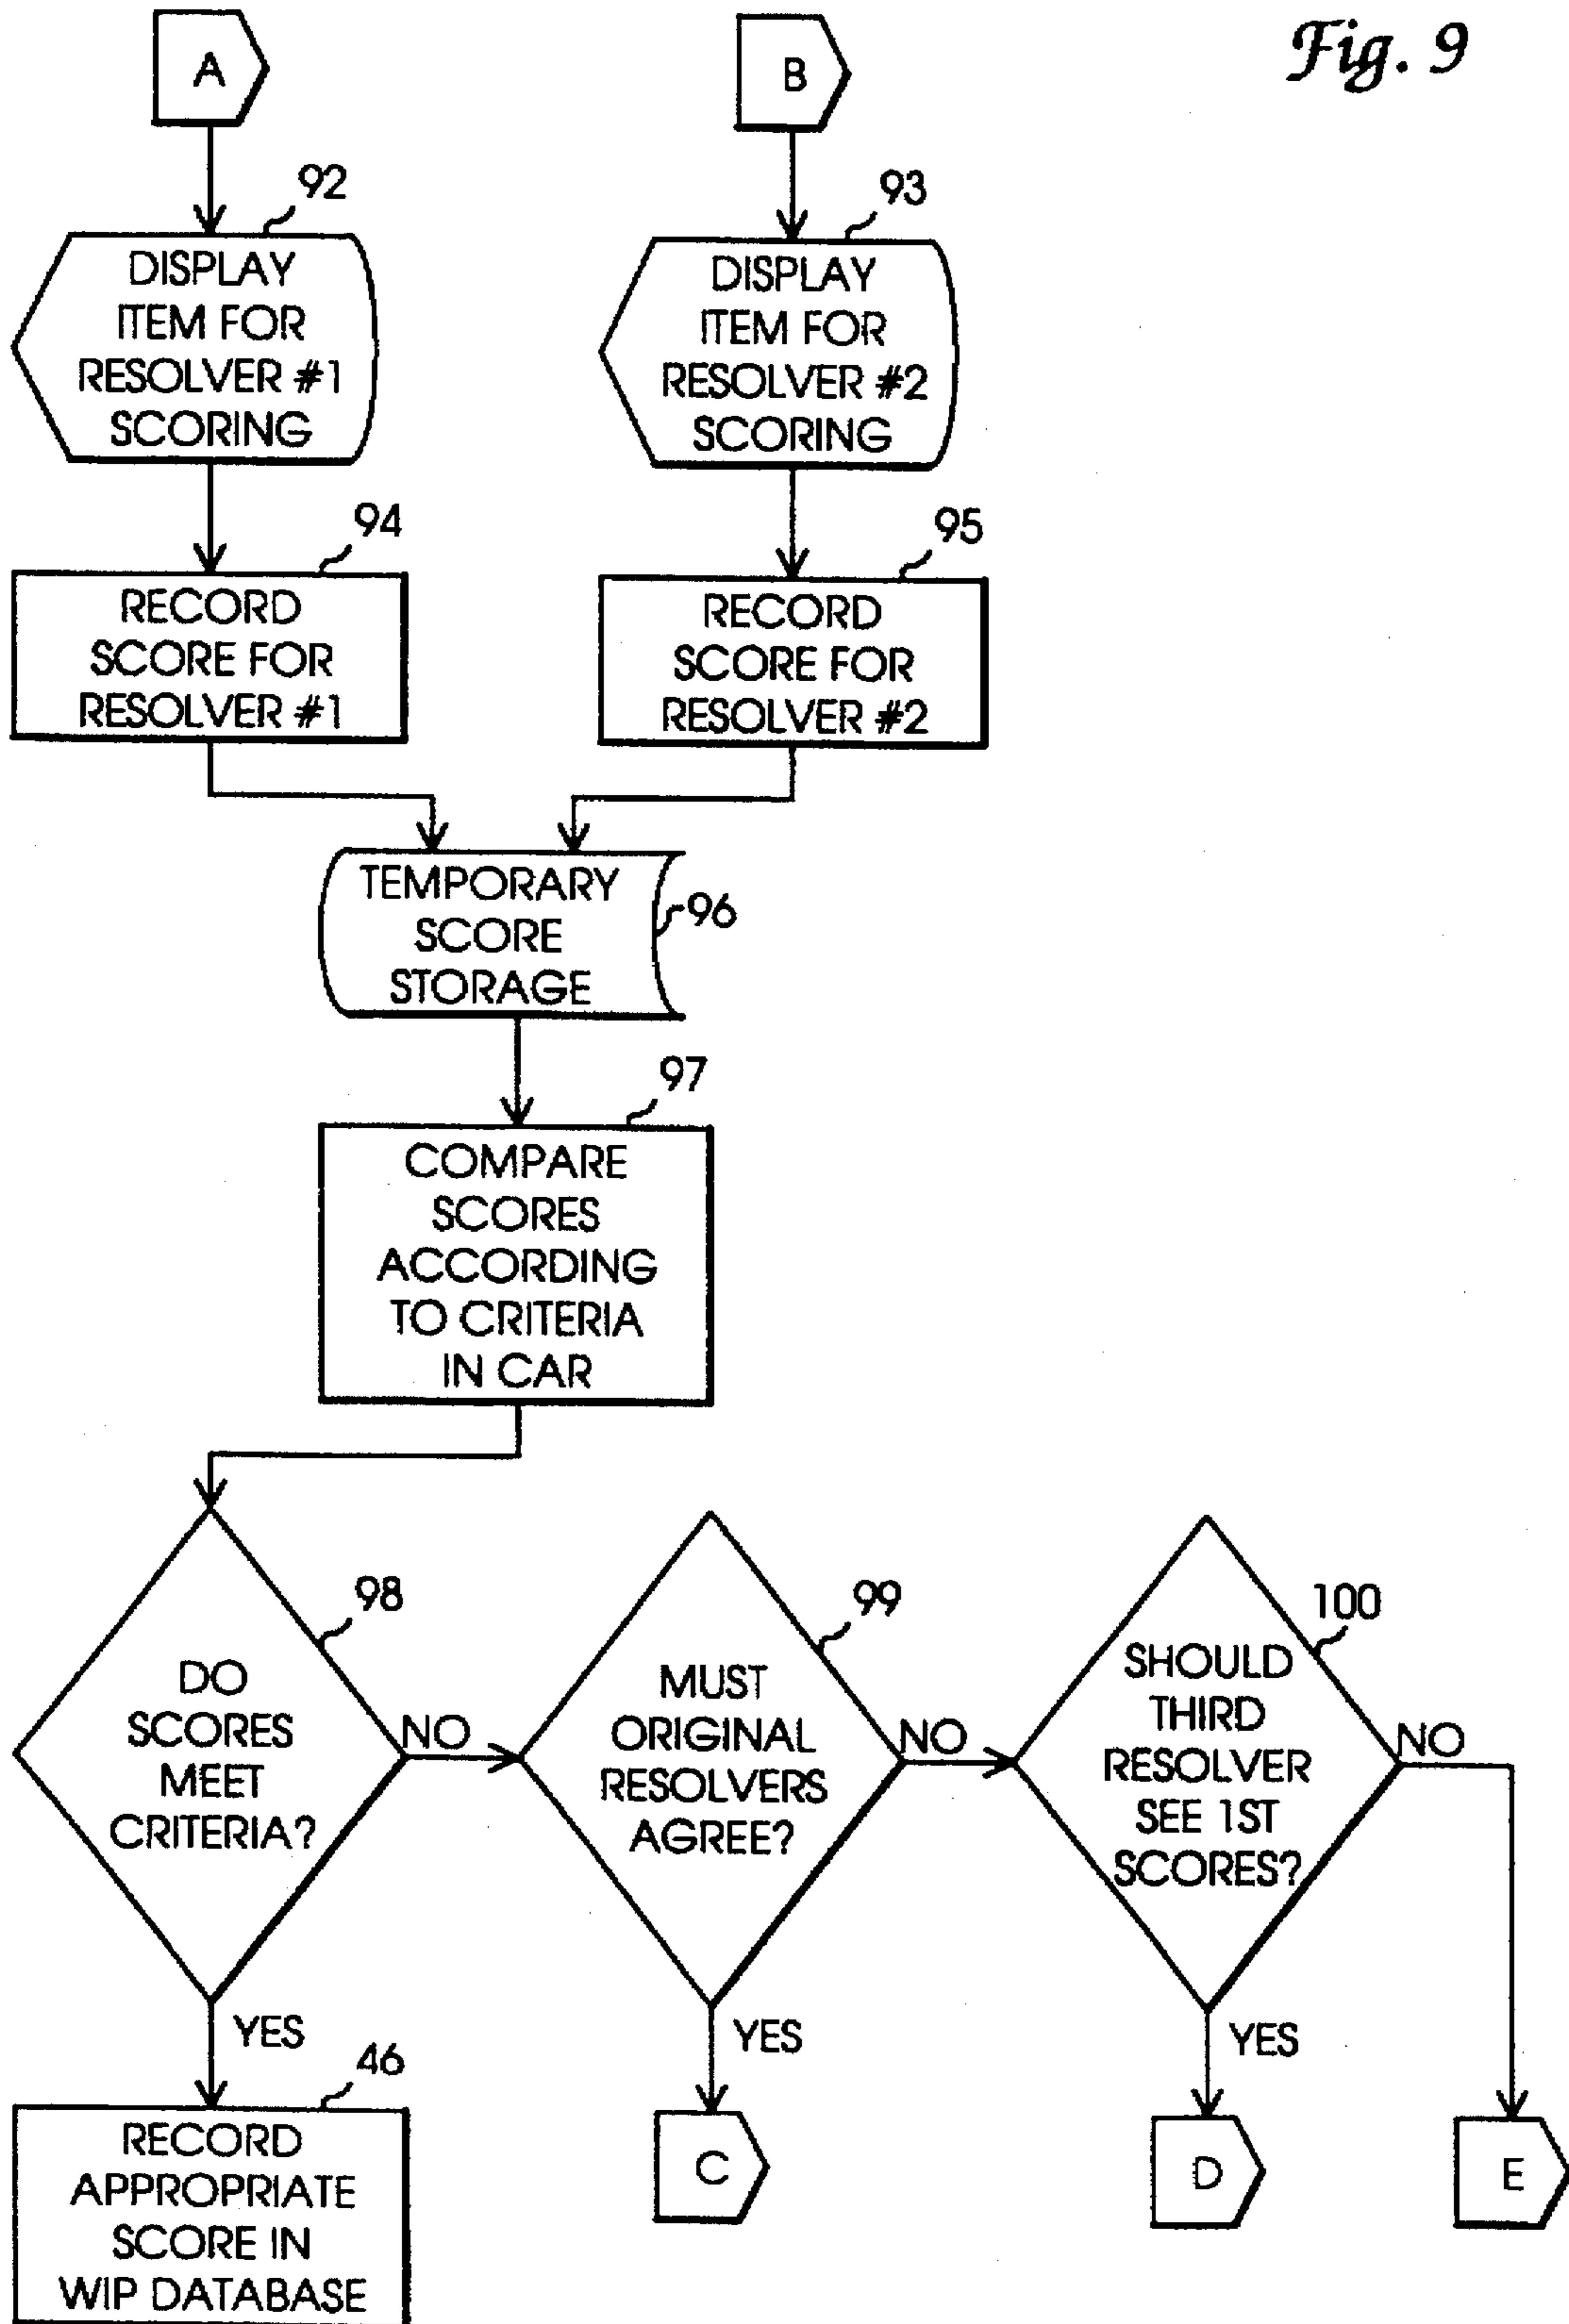 Fig. 9
A
B
92
93
DISPLAY
ITEM FOR
RESOLVER #1
SCORING
DISPLAY
ITEM FOR
RESOLVER #2
SCORING
94
95
RECORD
SCORE FOR
RESOLVER #1
RECORD
SCORE FOR
RESOLVER #2
TEMPORARY
SCORE
STORAGE
96
97
COMPARE
SCORES
ACCORDING
TO CRITERIA
IN CAR
98
DO
SCORES
MEET
CRITERIA?
NO
99
MUST
ORIGINAL
RESOLVERS
AGREE?
NO
100
SHOULD
THIRD
RESOLVER
SEE 1ST
SCORES?
NO
YES
YES
YES
46
RECORD
APPROPRIATE
SCORE IN
WIP DATABASE
C
D
E